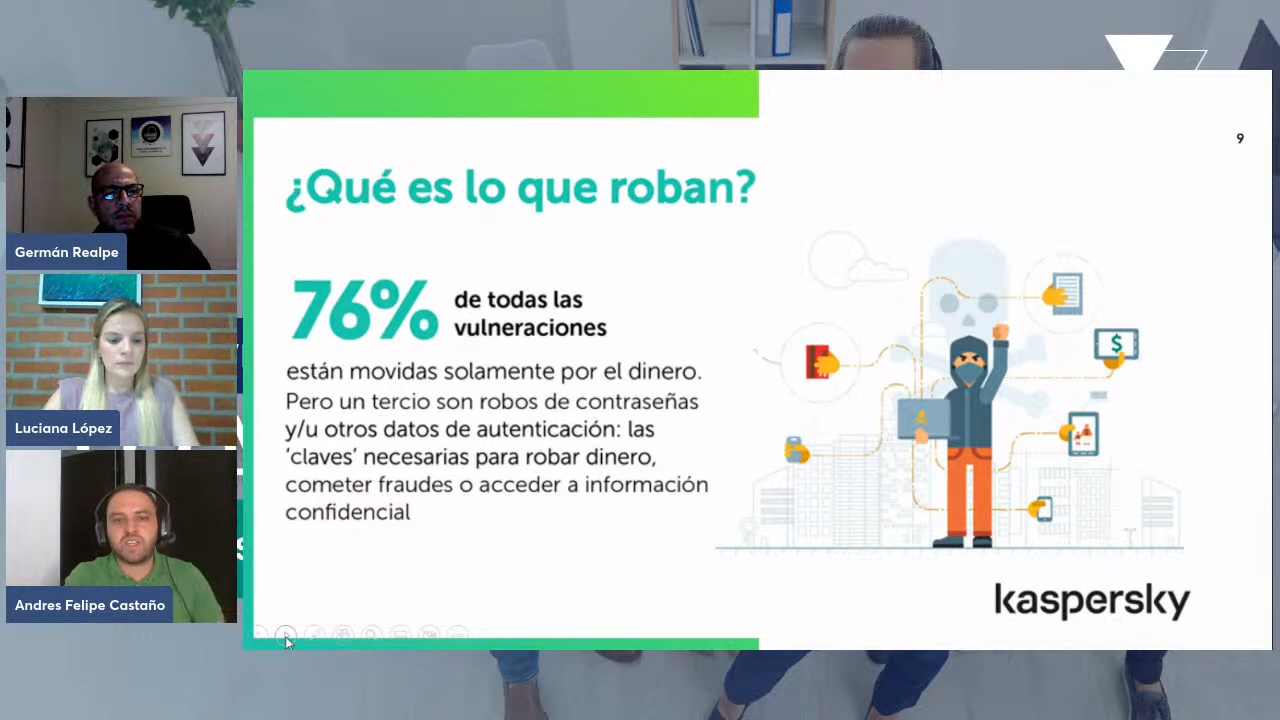 9
¿Qué es lo que roban?
76% de todas las
vulneraciones
están movidas solamente por el dinero.
Pero un tercio son robos de contraseñas
y/u otros datos de autenticación: las
‘claves’ necesarias para robar dinero,
cometer fraudes o acceder a información
confidencial
$
kaspersky
Germán Realpe
Luciana López
Andres Felipe Castaño